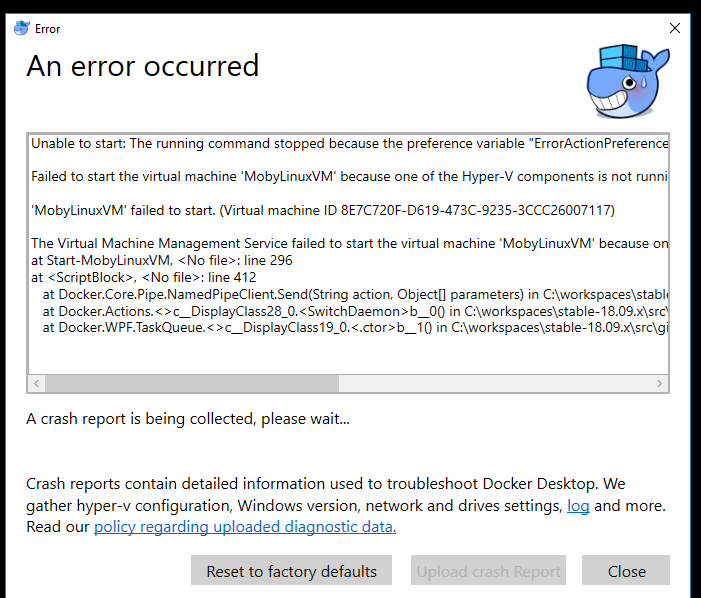 Error
An error occurred
Unable to start: The running command stopped because the preference variable "ErrorActionPreference
Failed to start the virtual machine 'MobyLinuxVM' because one of the Hyper-V components is not runni
'MobyLinuxVM' failed to start. (Virtual machine ID 8E7C720F-D619-473C-9235-3CCC26007117)
The Virtual Machine Management Service failed to start the virtual machine 'MobyLinuxVM' because on
at Start-MobyLinuxVM, <No file>: line 296
at <ScriptBlock>, <No file>: line 412
at Docker.Core.Pipe.NamedPipeClient.Send(String action, Object[] parameters) in C:\workspaces\stabl
at Docker.Actions.<>c__DisplayClass28_0.<SwitchDaemon>b__0() in C:\workspaces\stable-18.09.x\src\
at Docker.WPF.TaskQueue.<>c__DisplayClass19_0.<.ctor>b__1() in C:\workspaces\stable-18.09.x\src\gi
A crash report is being collected, please wait...
Crash reports contain detailed information used to troubleshoot Docker Desktop. We
gather hyper-v configuration, Windows version, network and drives settings, log and more.
Read our policy regarding uploaded diagnostic data.
Reset to factory defaults
Upload crash Report
Close